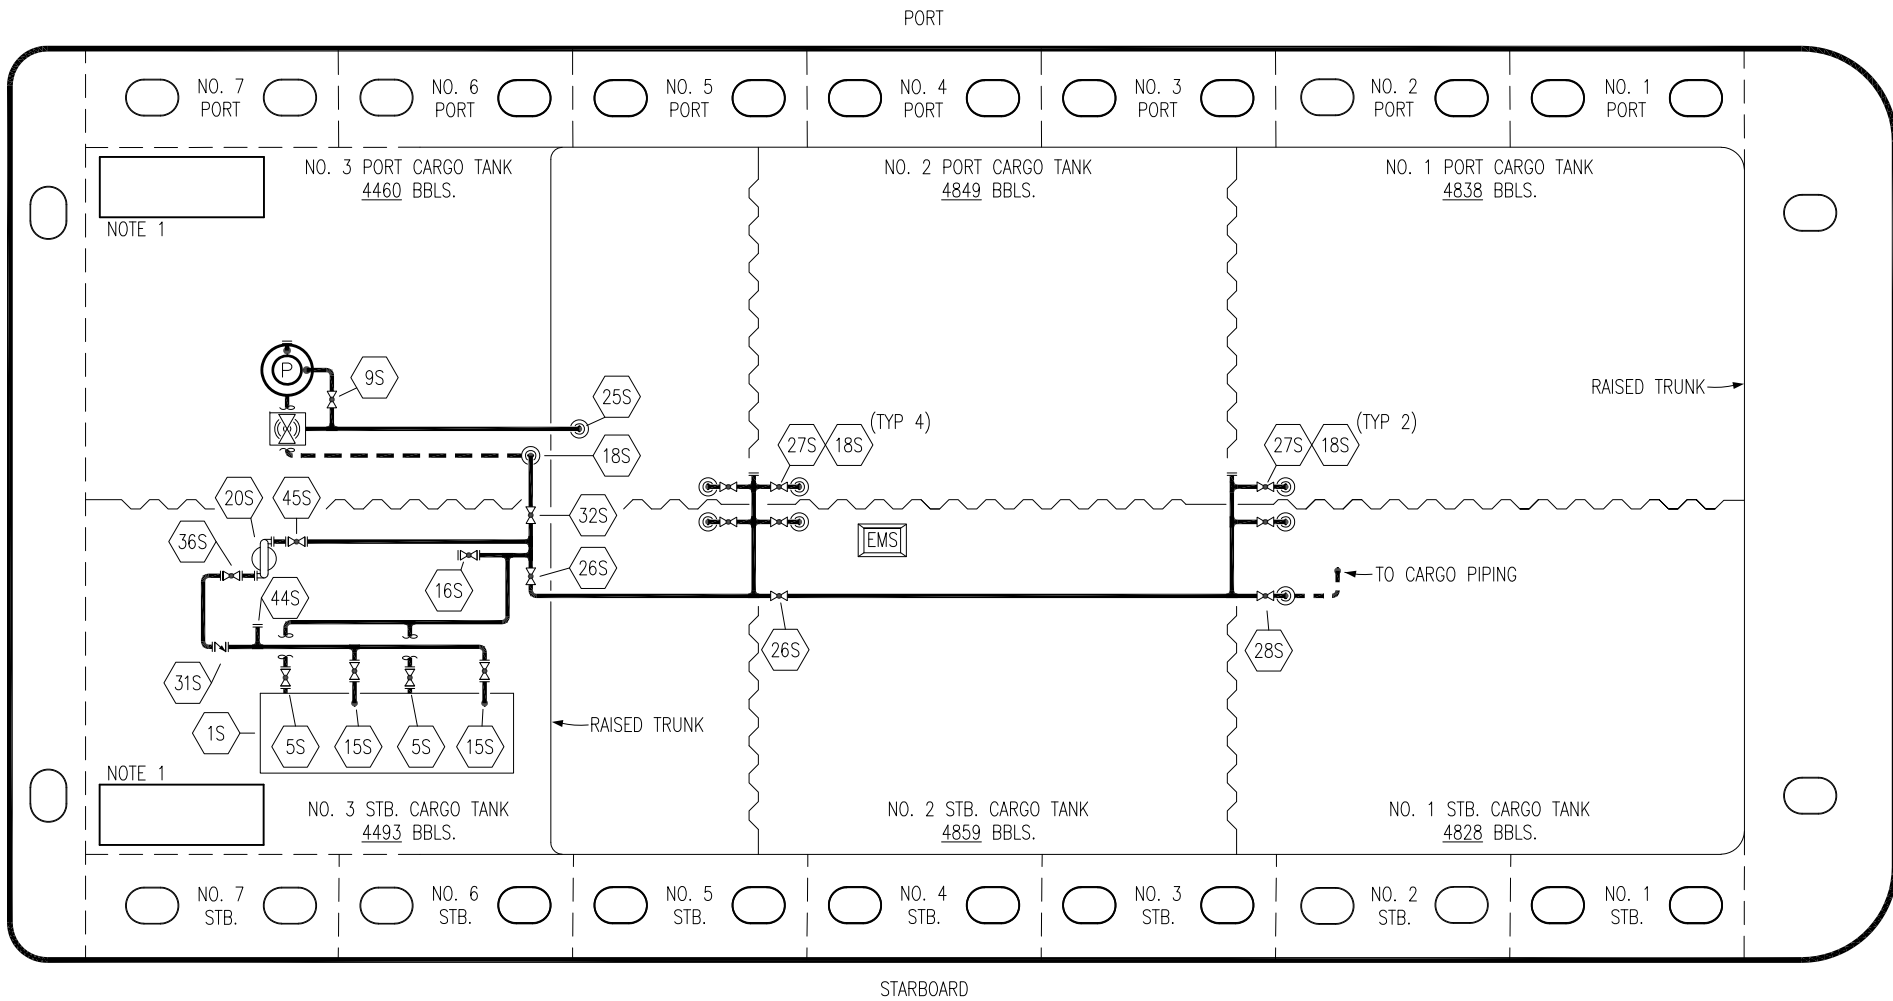 PORT
NO. 7
PORT
NO. 6
PORT
NO. 5
PORT
NO. 4
PORT
NO. 3
PORT
NO. 2
PORT
NO. 1
PORT
NO. 3 PORT CARGO TANK
4460 BBLS.
NO. 2 PORT CARGO TANK
4849 BBLS.
NO. 1 PORT CARGO TANK
4838 BBLS.
NOTE 1
P
9S
25S
RAISED TRUNK
27S 18S (TYP 4)
27S 18S (TYP 2)
18S
20S
45S
32S
36S
EMS
26S
16S
44S
TO CARGO PIPING
26S
28S
31S
1S
5S
15S
5S
15S
RAISED TRUNK
NOTE 1
NO. 3 STB. CARGO TANK
4493 BBLS.
NO. 2 STB. CARGO TANK
4859 BBLS.
NO. 1 STB. CARGO TANK
4828 BBLS.
NO. 7
STB.
NO. 6
STB.
NO. 5
STB.
NO. 4
STB.
NO. 3
STB.
NO. 2
STB.
NO. 1
STB.
STARBOARD